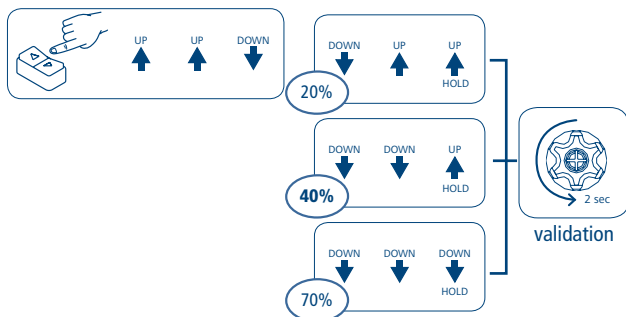 UP UP DOWN
DOWN UP UP
HOLD
20%
DOWN DOWN UP
HOLD
40%
2 sec
validation
DOWN DOWN DOWN
HOLD
70%